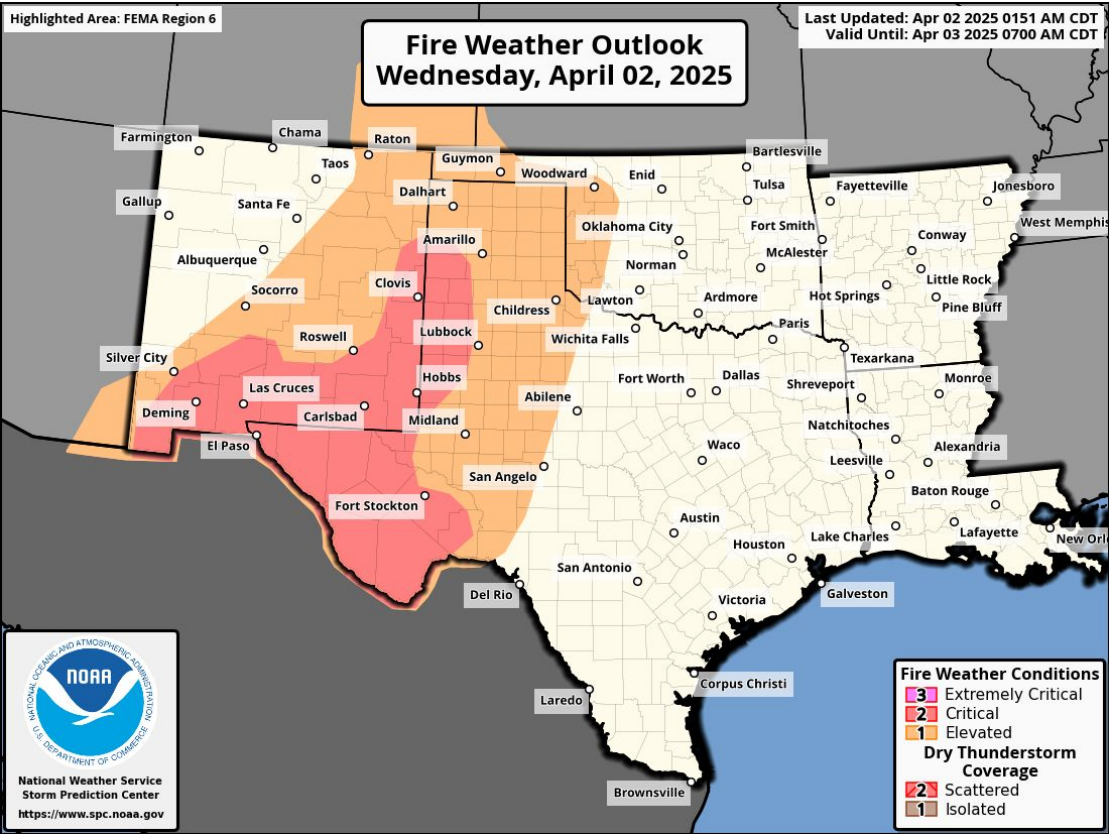 Highlighted Area: FEMA Region 6
Fire Weather Outlook
Wednesday, April 02, 2025
Last Updated: Apr 02 2025 0151 AM CDT
Valid Until: Apr 03 2025 0700 AM CDT
Farmington
Chama
Raton
Taos
Guymon
Woodward
Enid
Bartlesville
Tulsa
Fayetteville
Jonesboro
Gallup
Santa Fe
Dalhart
West Memphis
Albuquerque
Amarillo
Oklahoma City
Fort Smith
Conway
Norman
McAlester
Little Rock
Socorro
Clovis
Childress
Lawton
Ardmore
Hot Springs
Pine Bluff
Roswell
Lubbock
Wichita Falls
Paris
Silver City
Texarkana
Las Cruces
Hobbs
Fort Worth
Dallas
Shreveport
Monroe
Deming
Carlsbad
Midland
Abilene
Natchitoches
El Paso
Waco
Alexandria
San Angelo
Leesville
Fort Stockton
Baton Rouge
Austin
Lake Charles
Lafayette
New Orl
Houston
San Antonio
Del Rio
Victoria
Galveston
Laredo
Corpus Christi
Brownsville
NATIONAL OCEANIC AND ATMOSPHERIC ADMINISTRATION
NOAA
U.S. DEPARTMENT OF COMMERCE
National Weather Service
Storm Prediction Center
https://www.spc.noaa.gov
Fire Weather Conditions
3 Extremely Critical
2 Critical
1 Elevated
Dry Thunderstorm
Coverage
2 Scattered
1 Isolated